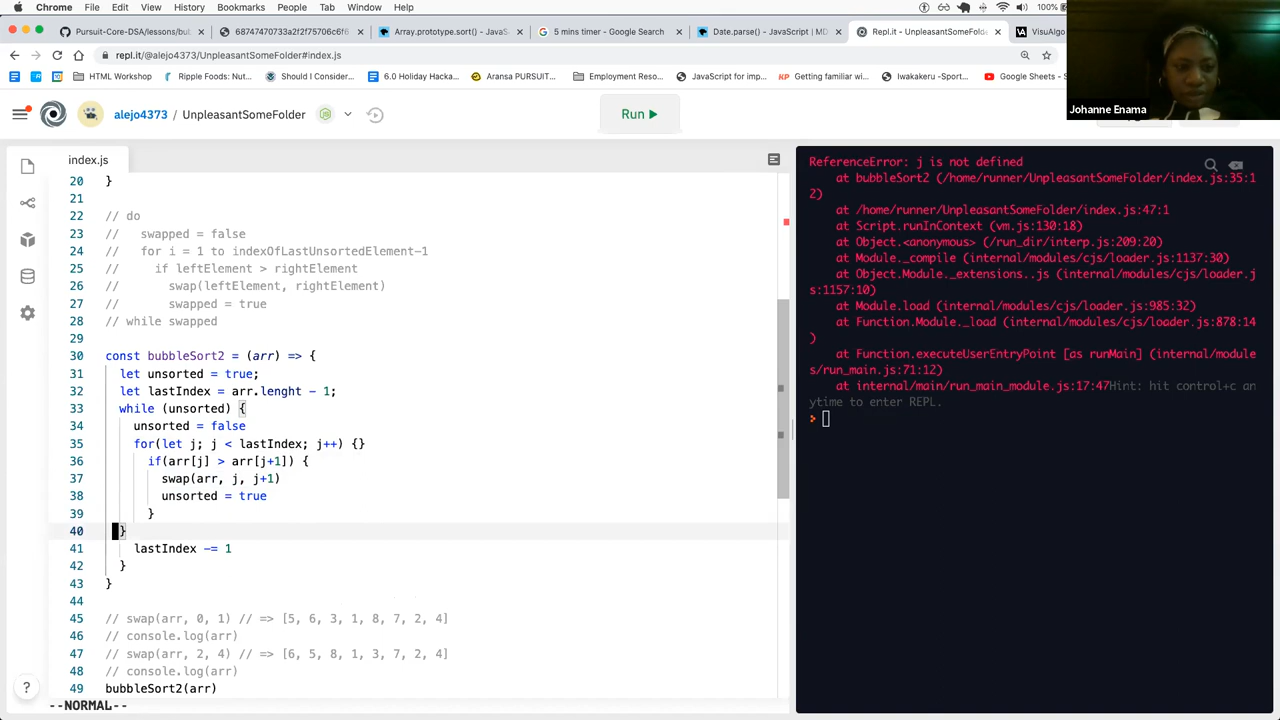 Chrome File Edit View History Bookmarks People Tab Window Help 100%
Pursuit-Core-DSA/lessons/bu 68747470733a2f2f75706c6f6 Array.prototype.sort() - JavaS 5 mins timer - Google Search Date.parse() - JavaScript | MD Repl.it - UnpleasantSomeFolder VisuAlgo
repl.it/@alejo4373/UnpleasantSomeFolder#index.js
HTML Workshop Ripple Foods: Nut... Should I Consider... 6.0 Holiday Hacka... Aransa PURSUIT... Employment Reso... JavaScript for imp... Getting familiar wi... Iwakakeru -Sport... Google Sheets - S
Johanne Enama
alejo4373 / UnpleasantSomeFolder
Run
index.js
20 }
21
22 // do
23 //   swapped = false
24 //   for i = 1 to indexOfLastUnsortedElement-1
25 //     if leftElement > rightElement
26 //       swap(leftElement, rightElement)
27 //       swapped = true
28 // while swapped
29
30 const bubbleSort2 = (arr) => {
31   let unsorted = true;
32   let lastIndex = arr.lenght - 1;
33   while (unsorted) {
34     unsorted = false
35     for(let j; j < lastIndex; j++) {}
36       if(arr[j] > arr[j+1]) {
37         swap(arr, j, j+1)
38         unsorted = true
39       }
40  }
41     lastIndex -= 1
42   }
43 }
44
45 // swap(arr, 0, 1) // => [5, 6, 3, 1, 8, 7, 2, 4]
46 // console.log(arr)
47 // swap(arr, 2, 4) // => [6, 5, 8, 1, 3, 7, 2, 4]
48 // console.log(arr)
49 bubbleSort2(arr)
--NORMAL--
?
ReferenceError: j is not defined
at bubbleSort2 (/home/runner/UnpleasantSomeFolder/index.js:35:1
2)
at /home/runner/UnpleasantSomeFolder/index.js:47:1
at Script.runInContext (vm.js:130:18)
at Object.<anonymous> (/run_dir/interp.js:209:20)
at Module._compile (internal/modules/cjs/loader.js:1137:30)
at Object.Module._extensions..js (internal/modules/cjs/loader.j
s:1157:10)
at Module.load (internal/modules/cjs/loader.js:985:32)
at Function.Module._load (internal/modules/cjs/loader.js:878:14
)
at Function.executeUserEntryPoint [as runMain] (internal/module
s/run_main.js:71:12)
at internal/main/run_main_module.js:17:47Hint: hit control+c an
ytime to enter REPL.
>